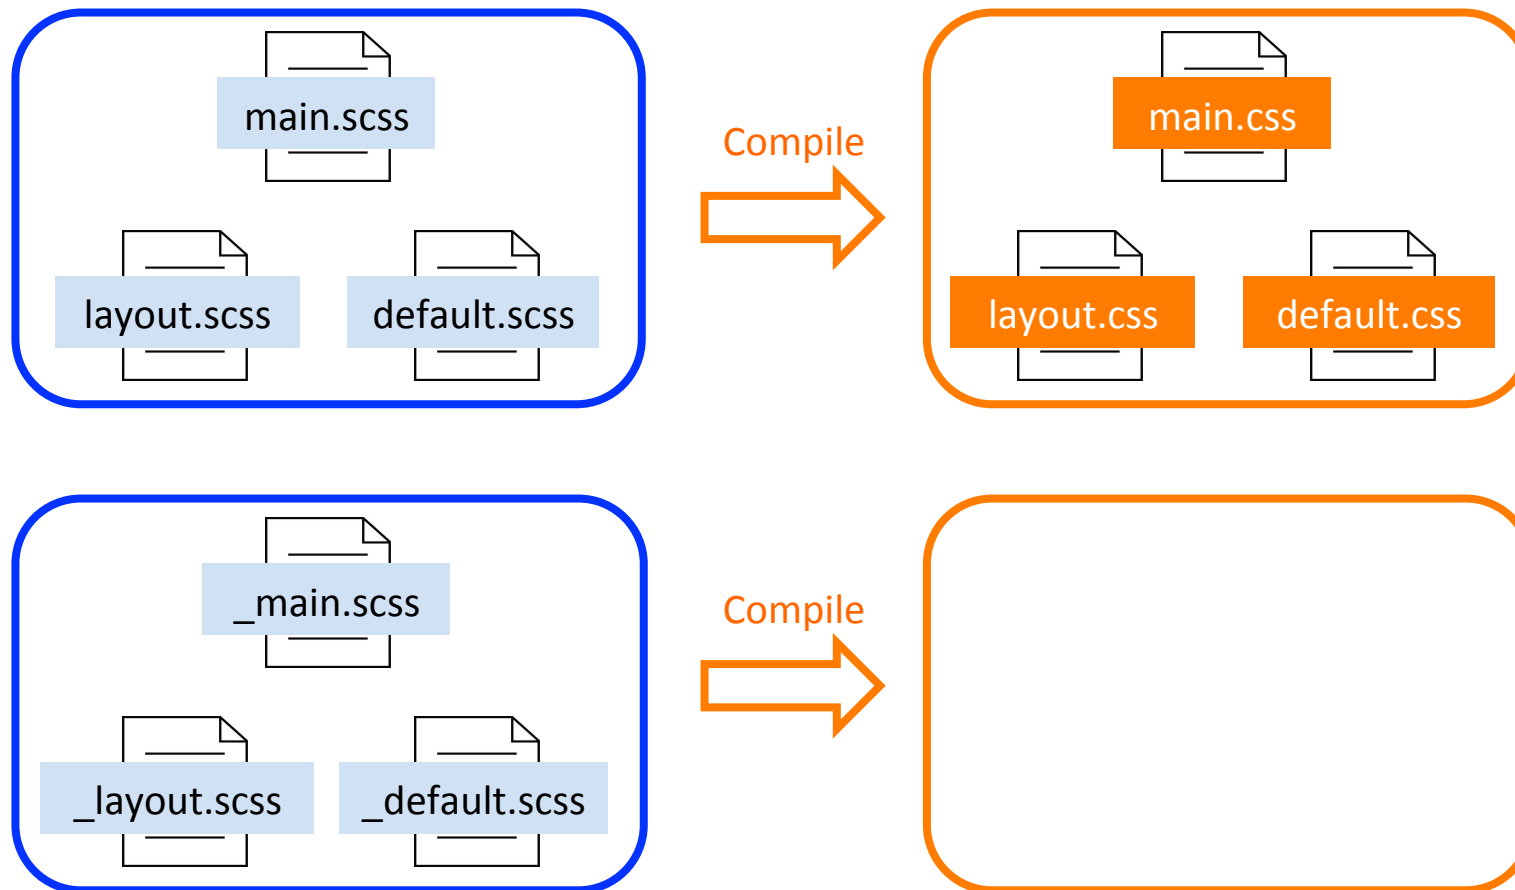 main.scss
Compile
main.css
layout.scss
default.scss
layout.css
default.css
_main.scss
Compile
_layout.scss
_default.scss